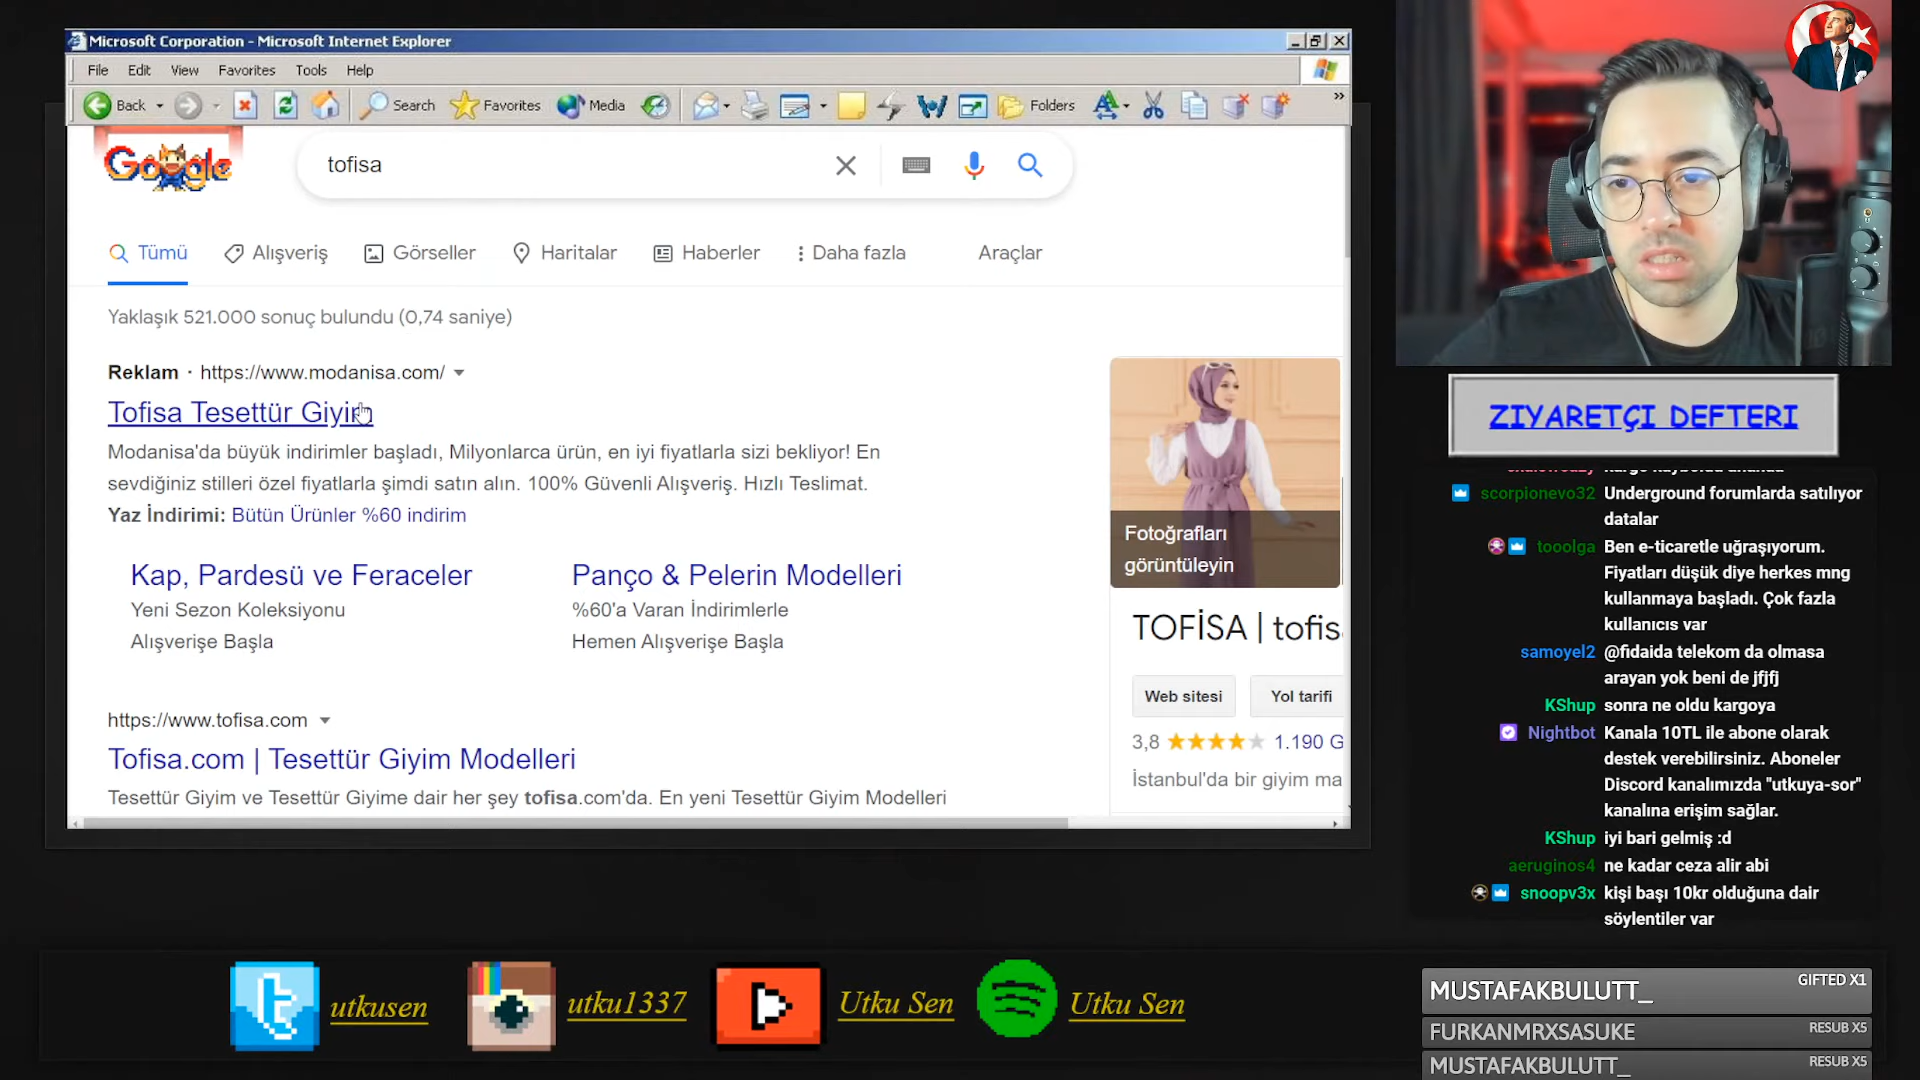 Microsoft Corporation - Microsoft Internet Explorer
File Edit View Favorites Tools Help
Back Search Favorites Media Folders
Google
tofisa
Tümü Alışveriş Görseller Haritalar Haberler Daha fazla Araçlar
Yaklaşık 521.000 sonuç bulundu (0,74 saniye)
Reklam · https://www.modanisa.com/
Tofisa Tesettür Giyim
Modanisa'da büyük indirimler başladı, Milyonlarca ürün, en iyi fiyatlarla sizi bekliyor! En
sevdiğiniz stilleri özel fiyatlarla şimdi satın alın. 100% Güvenli Alışveriş. Hızlı Teslimat.
Yaz İndirimi: Bütün Ürünler %60 indirim
Kap, Pardesü ve Feraceler
Yeni Sezon Koleksiyonu
Alışverişe Başla
Panço & Pelerin Modelleri
%60'a Varan İndirimlerle
Hemen Alışverişe Başla
https://www.tofisa.com
Tofisa.com | Tesettür Giyim Modelleri
Tesettür Giyim ve Tesettür Giyime dair her şey tofisa.com'da. En yeni Tesettür Giyim Modelleri
Fotoğrafları
görüntüleyin
TOFİSA | tofis
Web sitesi Yol tarifi
3,8 1.190 G
İstanbul'da bir giyim ma
ZIYARETÇI DEFTERI
scorpionevo32 Underground forumlarda satılıyor
datalar
tooolga Ben e-ticaretle uğraşıyorum.
Fiyatları düşük diye herkes mng
kullanmaya başladı. Çok fazla
kullanıcıs var
samoyel2 @fidaida telekom da olmasa
arayan yok beni de jfjfj
KShup sonra ne oldu kargoya
Nightbot Kanala 10TL ile abone olarak
destek verebilirsiniz. Aboneler
Discord kanalımızda "utkuya-sor"
kanalına erişim sağlar.
KShup iyi bari gelmiş :d
aeruginos4 ne kadar ceza alir abi
snoopv3x kişi başı 10kr olduğuna dair
söylentiler var
utkusen
utku1337
Utku Sen
Utku Sen
MUSTAFAKBULUTT_ GIFTED X1
FURKANMRXSASUKE RESUB X5
MUSTAFAKBULUTT_ RESUB X5